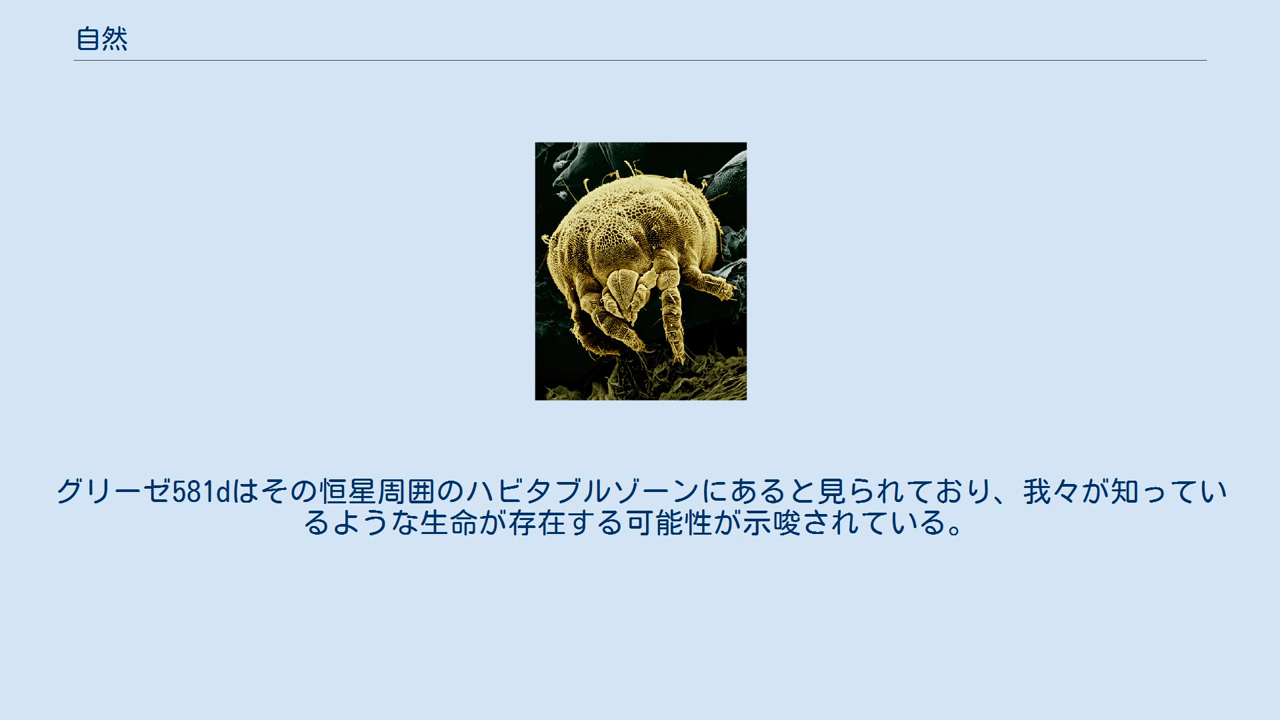 自然
グリーゼ581dはその恒星周囲のハビタブルゾーンにあると見られており、我々が知ってい
るような生命が存在する可能性が示唆されている。